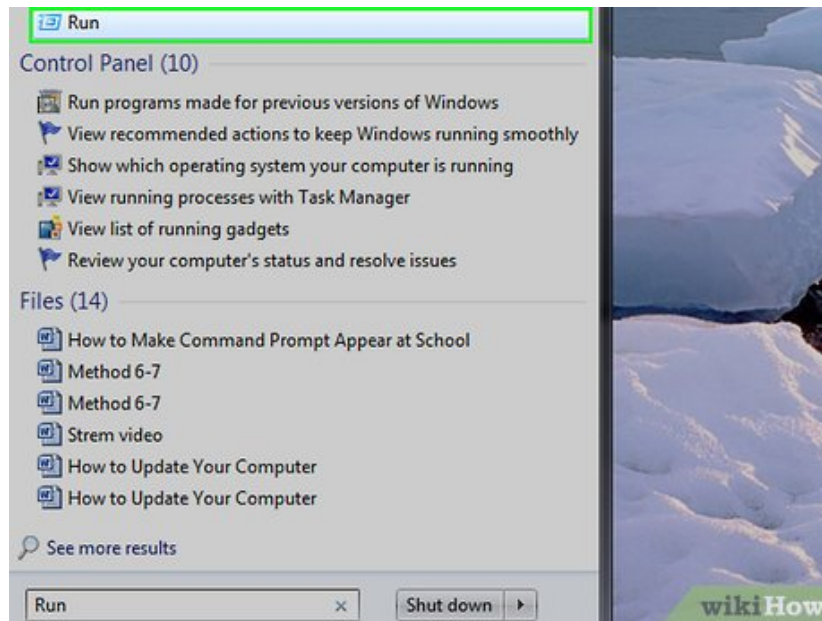 Run
Control Panel (10)
Run programs made for previous versions of Windows
View recommended actions to keep Windows running smoothly
Show which operating system your computer is running
View running processes with Task Manager
View list of running gadgets
Review your computer's status and resolve issues
Files (14)
How to Make Command Prompt Appear at School
Method 6-7
Method 6-7
Strem video
How to Update Your Computer
How to Update Your Computer
See more results
Run
Shut down
wikiHow